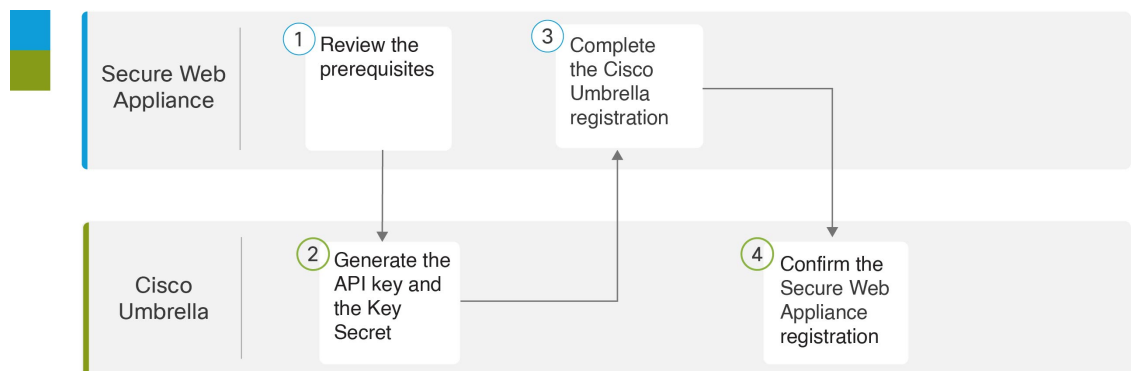 Secure Web
Appliance
1
Review the
prerequisites
3
Complete
the Cisco
Umbrella
registration
Cisco
Umbrella
2
Generate the
API key and
the Key
Secret
4
Confirm the
Secure Web
Appliance
registration